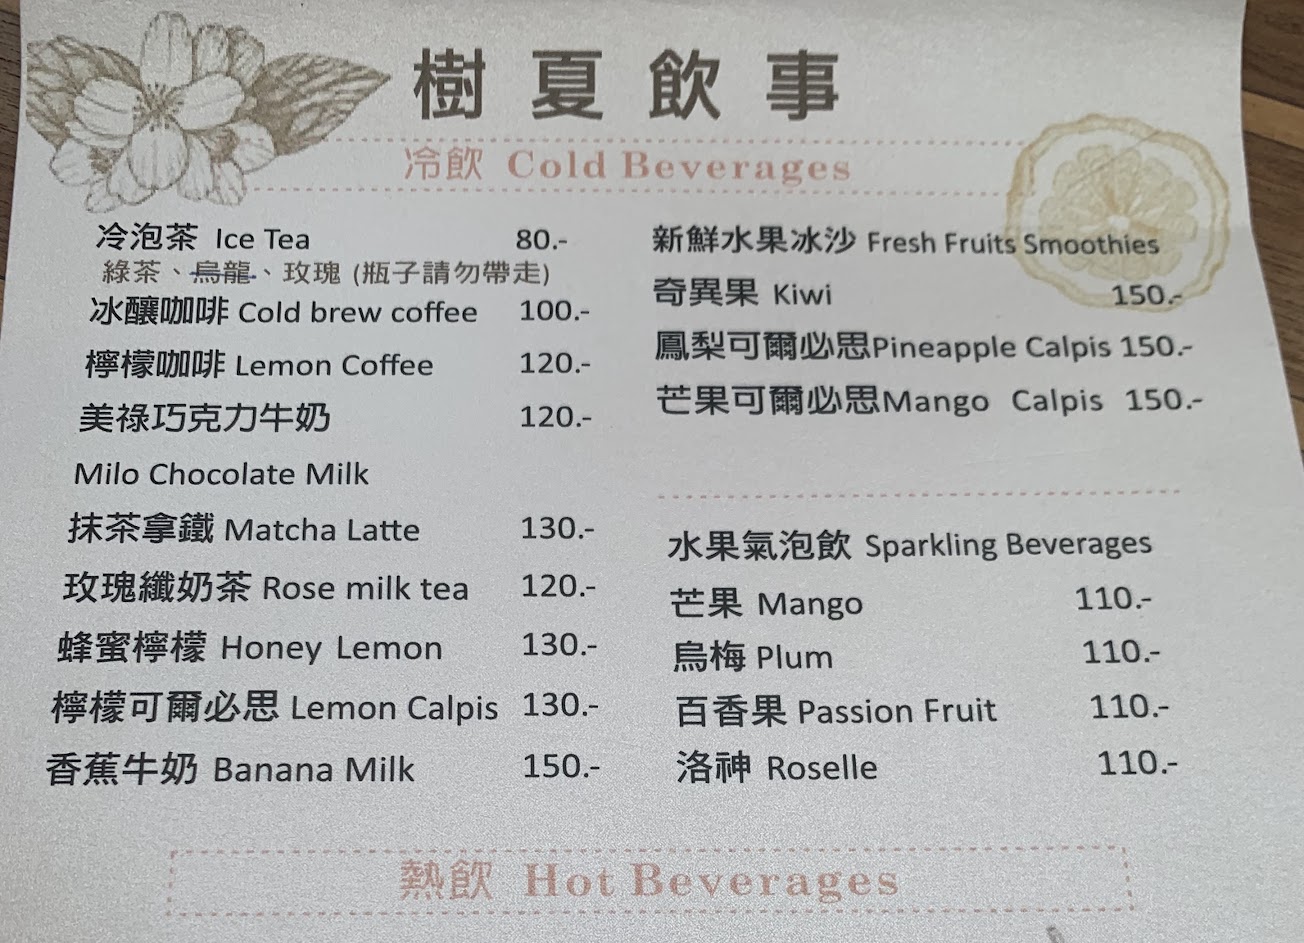 樹夏飲事
冷飲 Cold Beverages
冷泡茶 Ice Tea 80.-
綠茶、烏龍、玫瑰 (瓶子請勿帶走)
冰釀咖啡 Cold brew coffee 100.-
檸檬咖啡 Lemon Coffee 120.-
美祿巧克力牛奶 120.-
Milo Chocolate Milk
抹茶拿鐵 Matcha Latte 130.-
玫瑰纖奶茶 Rose milk tea 120.-
蜂蜜檸檬 Honey Lemon 130.-
檸檬可爾必思 Lemon Calpis 130.-
香蕉牛奶 Banana Milk 150.-
新鮮水果冰沙 Fresh Fruits Smoothies
奇異果 Kiwi 150.-
鳳梨可爾必思Pineapple Calpis 150.-
芒果可爾必思Mango Calpis 150.-
水果氣泡飲 Sparkling Beverages
芒果 Mango 110.-
烏梅 Plum 110.-
百香果 Passion Fruit 110.-
洛神 Roselle 110.-
熱飲 Hot Beverages